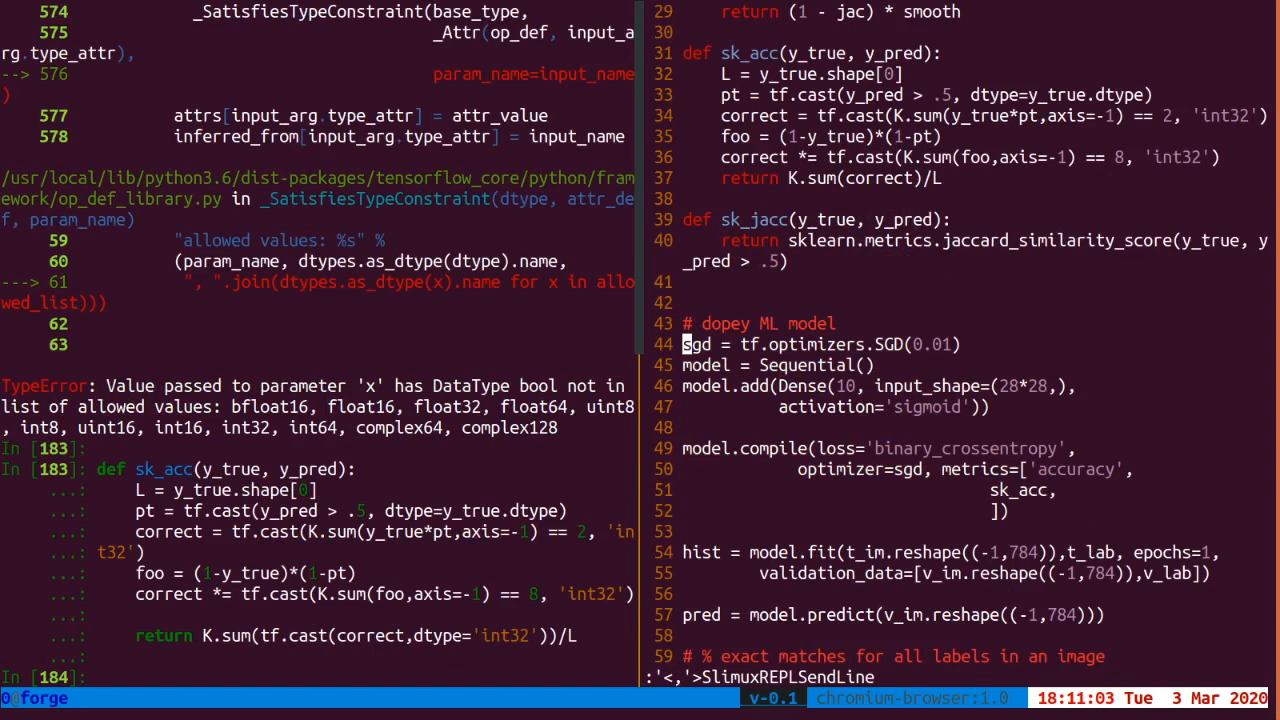 574             _SatisfiesTypeConstraint(base_type,
575                                      _Attr(op_def, input_a
rg.type_attr),
--> 576                                      param_name=input_name
)
577           attrs[input_arg.type_attr] = attr_value
578           inferred_from[input_arg.type_attr] = input_name
/usr/local/lib/python3.6/dist-packages/tensorflow_core/python/fram
ework/op_def_library.py in _SatisfiesTypeConstraint(dtype, attr_de
f, param_name)
59           "allowed values: %s" %
60           (param_name, dtypes.as_dtype(dtype).name,
---> 61            ", ".join(dtypes.as_dtype(x).name for x in allo
wed_list)))
62
63
TypeError: Value passed to parameter 'x' has DataType bool not in
list of allowed values: bfloat16, float16, float32, float64, uint8
, int8, uint16, int16, int32, int64, complex64, complex128
In [183]:
In [183]: def sk_acc(y_true, y_pred):
...:     L = y_true.shape[0]
...:     pt = tf.cast(y_pred > .5, dtype=y_true.dtype)
...:     correct = tf.cast(K.sum(y_true*pt,axis=-1) == 2, 'in
...: t32')
...:     foo = (1-y_true)*(1-pt)
...:     correct *= tf.cast(K.sum(foo,axis=-1) == 8, 'int32')
...:
...:     return K.sum(tf.cast(correct,dtype='int32'))/L
...:
In [184]:
29     return (1 - jac) * smooth
30
31 def sk_acc(y_true, y_pred):
32     L = y_true.shape[0]
33     pt = tf.cast(y_pred > .5, dtype=y_true.dtype)
34     correct = tf.cast(K.sum(y_true*pt,axis=-1) == 2, 'int32')
35     foo = (1-y_true)*(1-pt)
36     correct *= tf.cast(K.sum(foo,axis=-1) == 8, 'int32')
37     return K.sum(correct)/L
38
39 def sk_jacc(y_true, y_pred):
40     return sklearn.metrics.jaccard_similarity_score(y_true, y
_pred > .5)
41
42
43 # dopey ML model
44 sgd = tf.optimizers.SGD(0.01)
45 model = Sequential()
46 model.add(Dense(10, input_shape=(28*28,),
47           activation='sigmoid'))
48
49 model.compile(loss='binary_crossentropy',
50             optimizer=sgd, metrics=['accuracy',
51                                 sk_acc,
52                                 ])
53
54 hist = model.fit(t_im.reshape((-1,784)),t_lab, epochs=1,
55         validation_data=[v_im.reshape((-1,784)),v_lab])
56
57 pred = model.predict(v_im.reshape((-1,784)))
58
59 # % exact matches for all labels in an image
:'<,'>SlimuxREPLSendLine
0@forge v-0.1 chromium-browser:1.0 18:11:03 Tue  3 Mar 2020